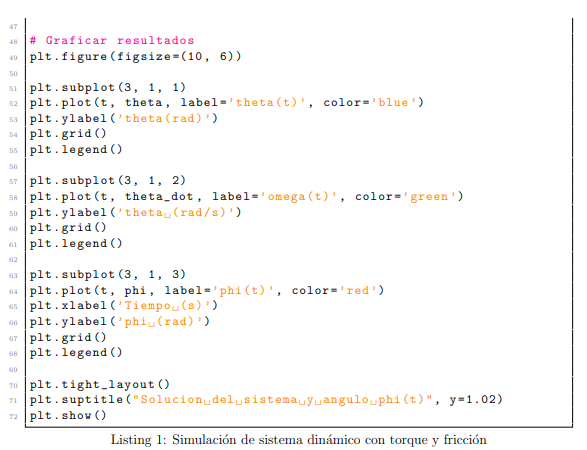 47
48 # Graficar resultados
49 plt.figure(figsize=(10, 6))
50
51 plt.subplot(3, 1, 1)
52 plt.plot(t, theta, label='theta(t)', color='blue')
53 plt.ylabel('theta(rad)')
54 plt.grid()
55 plt.legend()
56
57 plt.subplot(3, 1, 2)
58 plt.plot(t, theta_dot, label='omega(t)', color='green')
59 plt.ylabel('theta␣(rad/s)')
60 plt.grid()
61 plt.legend()
62
63 plt.subplot(3, 1, 3)
64 plt.plot(t, phi, label='phi(t)', color='red')
65 plt.xlabel('Tiempo␣(s)')
66 plt.ylabel('phi␣(rad)')
67 plt.grid()
68 plt.legend()
69
70 plt.tight_layout()
71 plt.suptitle("Solucion␣del␣sistema␣y␣angulo␣phi(t)", y=1.02)
72 plt.show()
Listing 1: Simulación de sistema dinámico con torque y fricción